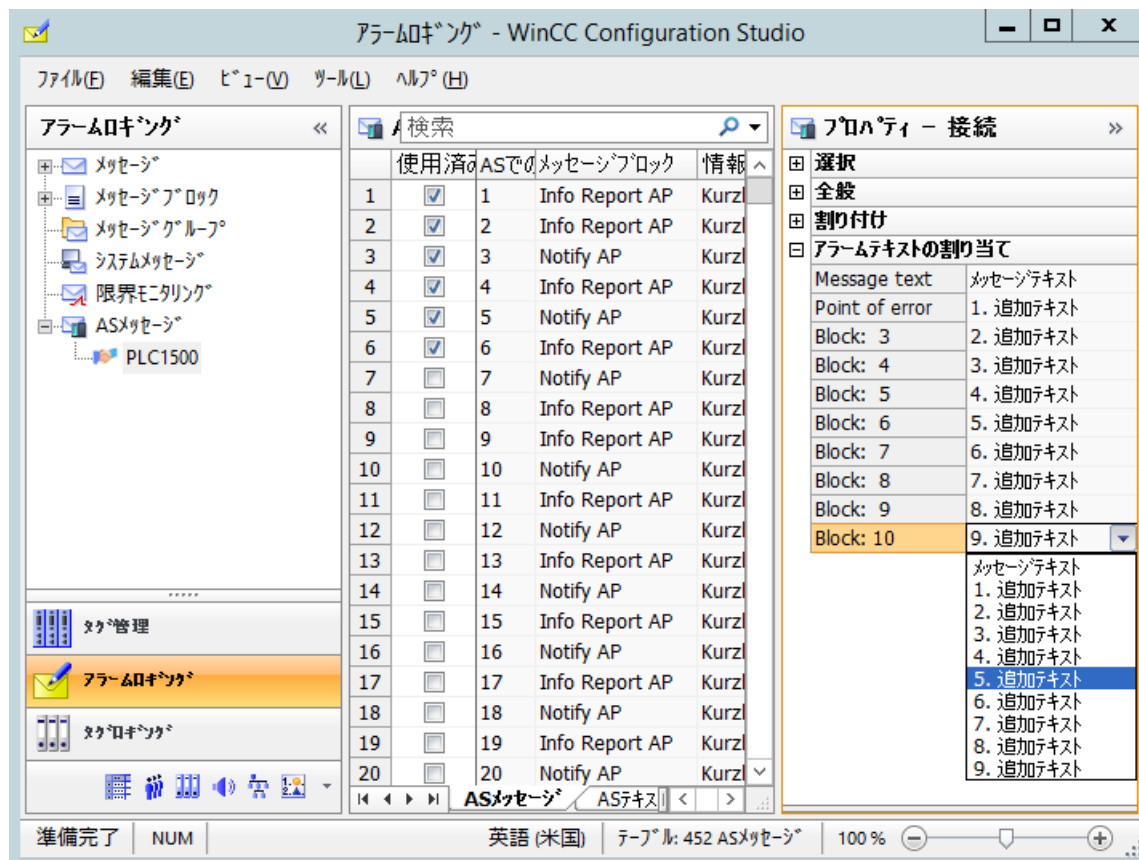 アラームロギング - WinCC Configuration Studio
ファイル(F) 編集(E) ビュー(V) ツール(L) ヘルプ(H)
アラームロギング
メッセージ
メッセージブロック
メッセージグループ
システムメッセージ
限界モニタリング
ASメッセージ
PLC1500
タグ管理
アラームロギング
タグロギング
検索
使用済み ASでの メッセージブロック 情報
1 1 Info Report AP Kurzl
2 2 Info Report AP Kurzl
3 3 Notify AP Kurzl
4 4 Info Report AP Kurzl
5 5 Notify AP Kurzl
6 6 Info Report AP Kurzl
7 7 Notify AP Kurzl
8 8 Info Report AP Kurzl
9 9 Info Report AP Kurzl
10 10 Notify AP Kurzl
11 11 Info Report AP Kurzl
12 12 Notify AP Kurzl
13 13 Info Report AP Kurzl
14 14 Notify AP Kurzl
15 15 Info Report AP Kurzl
16 16 Notify AP Kurzl
17 17 Info Report AP Kurzl
18 18 Notify AP Kurzl
19 19 Info Report AP Kurzl
20 20 Notify AP Kurzl
ASメッセージ ASテキス
プロパティ - 接続
選択
全般
割り付け
アラームテキストの割り当て
Message text メッセージテキスト
Point of error 1. 追加テキスト
Block: 3 2. 追加テキスト
Block: 4 3. 追加テキスト
Block: 5 4. 追加テキスト
Block: 6 5. 追加テキスト
Block: 7 6. 追加テキスト
Block: 8 7. 追加テキスト
Block: 9 8. 追加テキスト
Block: 10 9. 追加テキスト
メッセージテキスト
1. 追加テキスト
2. 追加テキスト
3. 追加テキスト
4. 追加テキスト
5. 追加テキスト
6. 追加テキスト
7. 追加テキスト
8. 追加テキスト
9. 追加テキスト
準備完了 NUM 英語 (米国) テーブル: 452 ASメッセージ 100 %